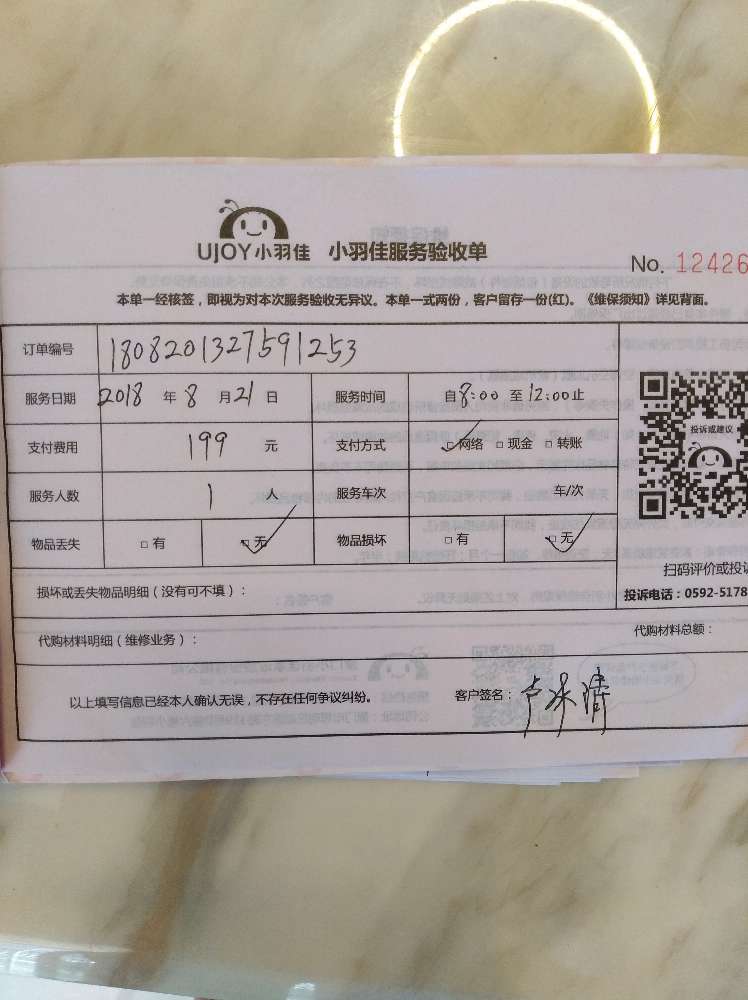 UJOY小羽佳 小羽佳服务验收单
No. 12426
本单一经核签，即视为对本次服务验收无异议。本单一式两份，客户留存一份(红)。《维保须知》详见背面。
订单编号 1808201327591253
服务日期 2018 年 8 月 21 日 服务时间 自8:00 至 12:00止
支付费用 199 元 支付方式 ☑网络 □现金 □转账
服务人数 1 人 服务车次 车/次
物品丢失 □有 ☑无 物品损坏 □有 ☑无
投诉或建议
扫码评价或投诉
损坏或丢失物品明细（没有可不填）：
投诉电话：0592-5178
代购材料明细（维修业务）： 代购材料总额：
以上填写信息已经本人确认无误，不存在任何争议纠纷。 客户签名：卢冰清